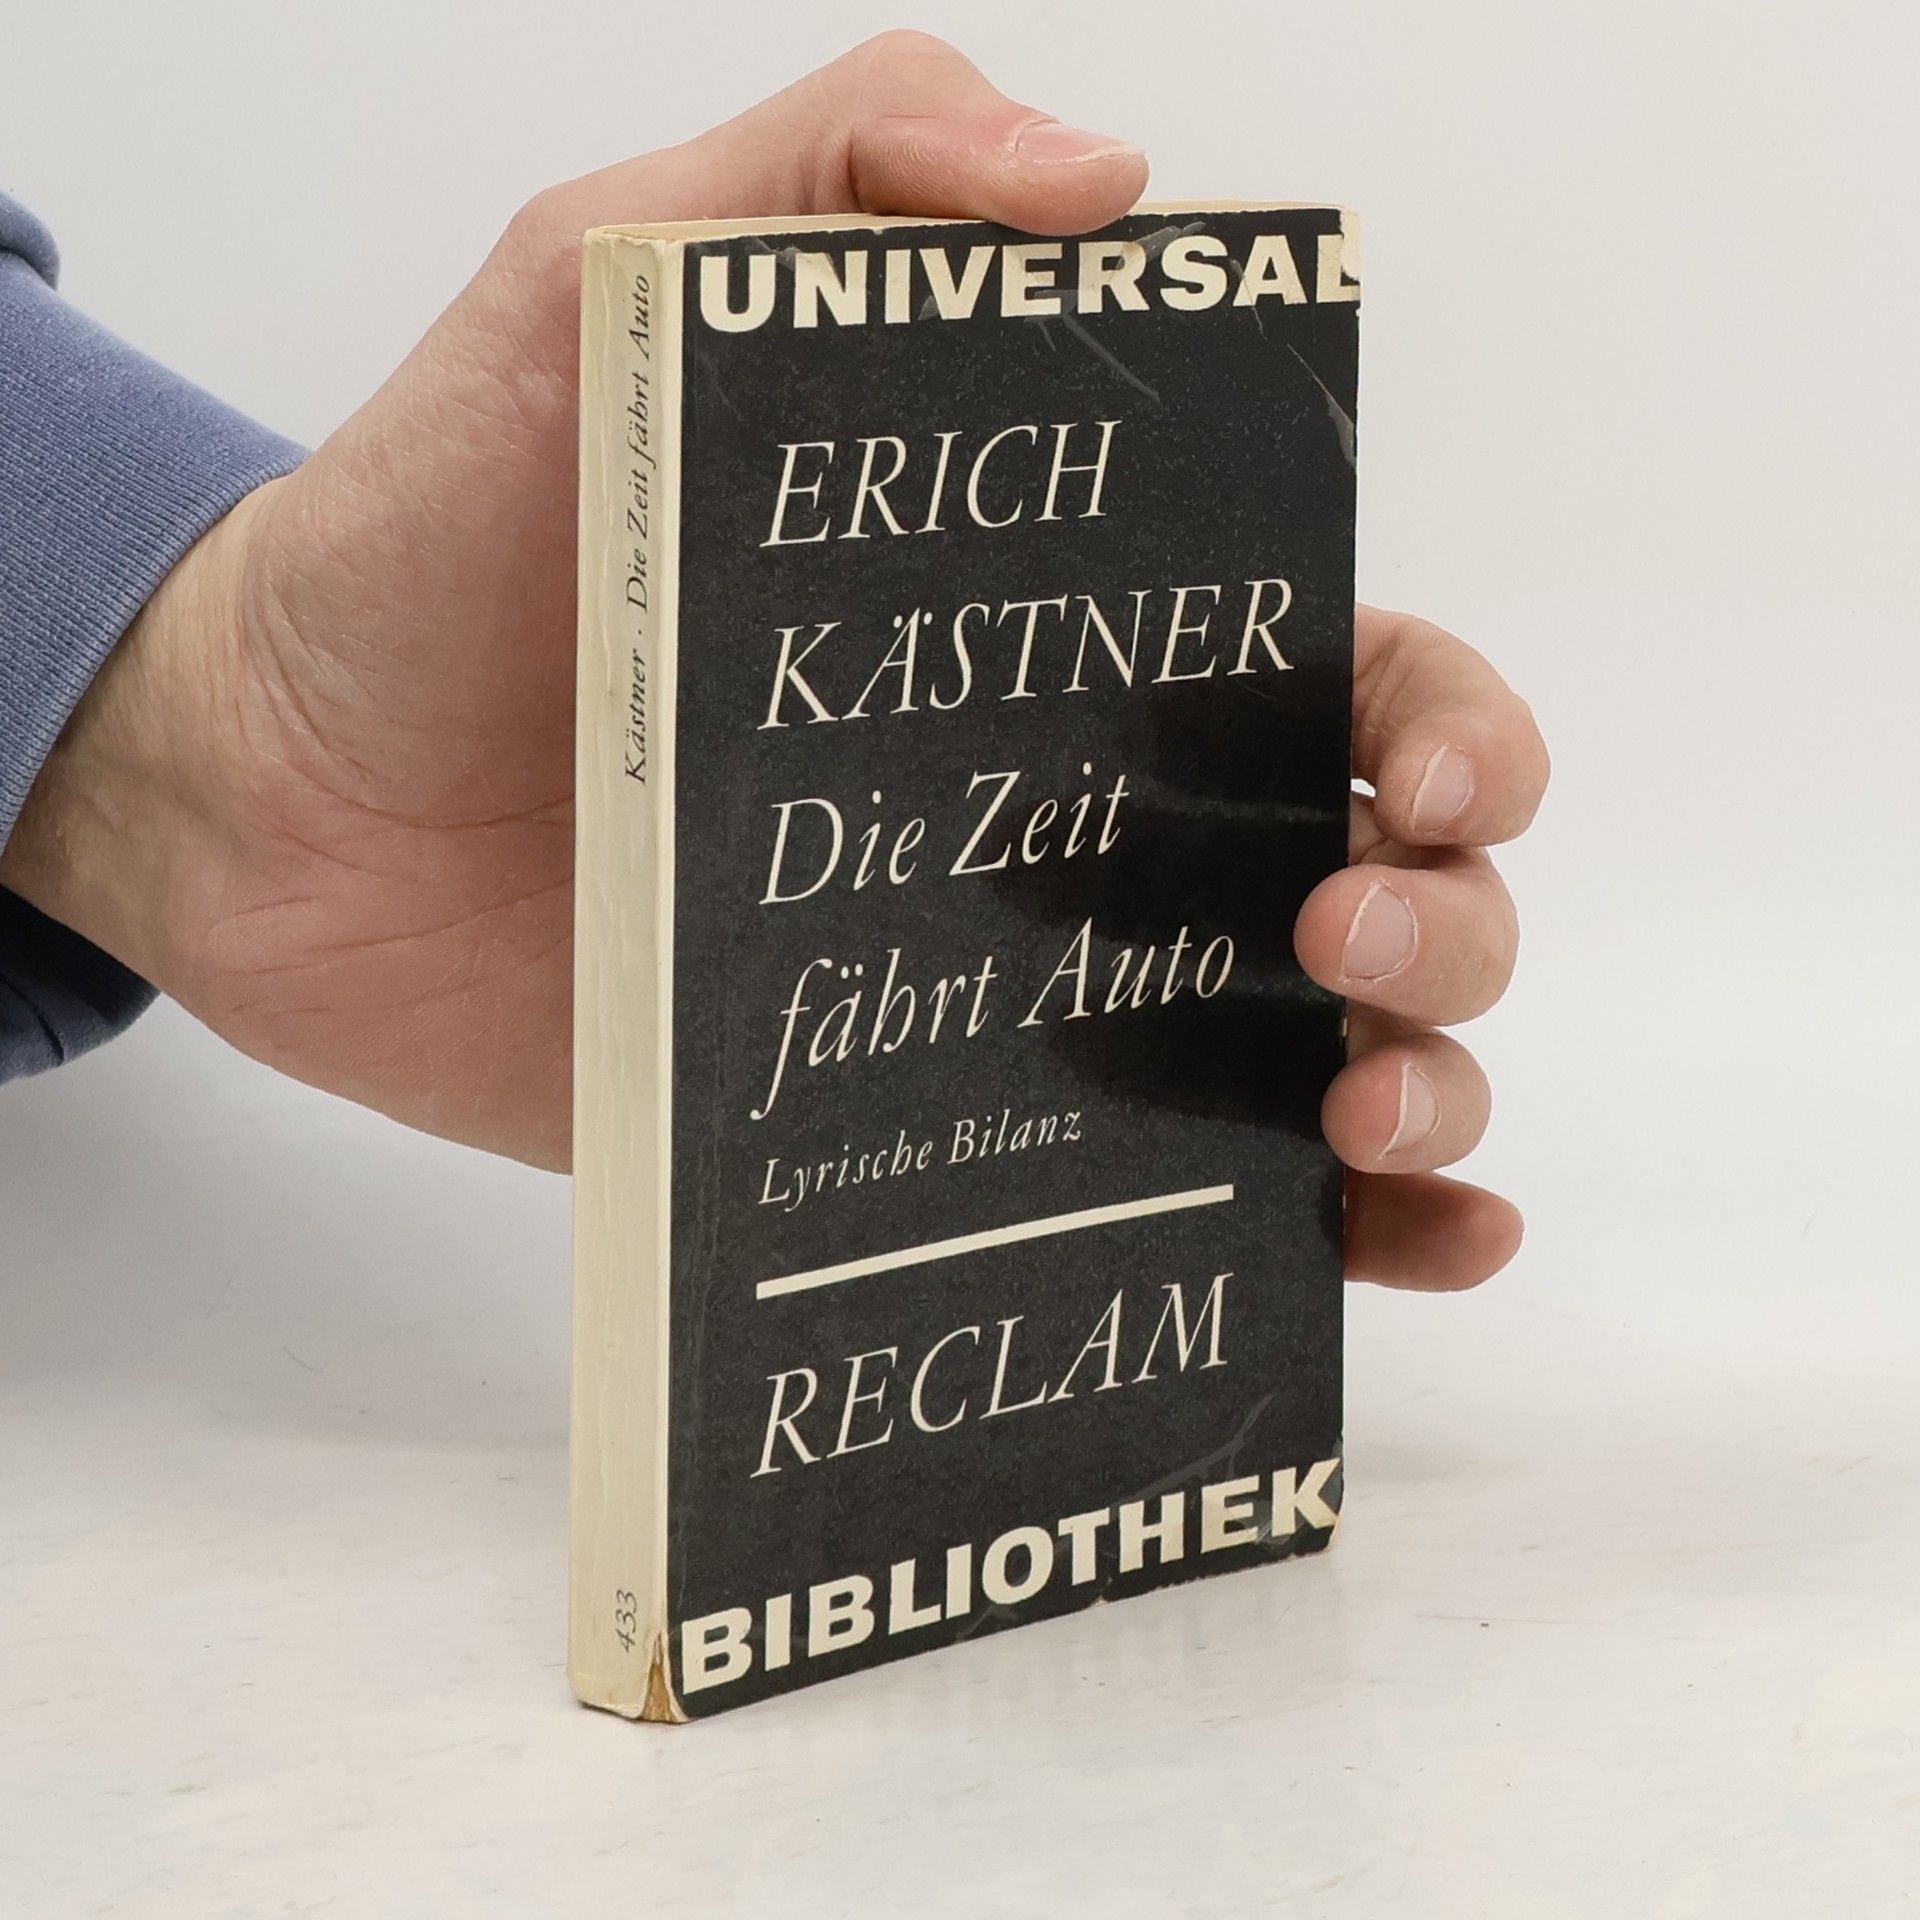 Kästner · Die Zeit fährt Auto
433
UNIVERSAL
ERICH
KÄSTNER
Die Zeit
fährt Auto
Lyrische Bilanz
RECLAM
BIBLIOTHEK